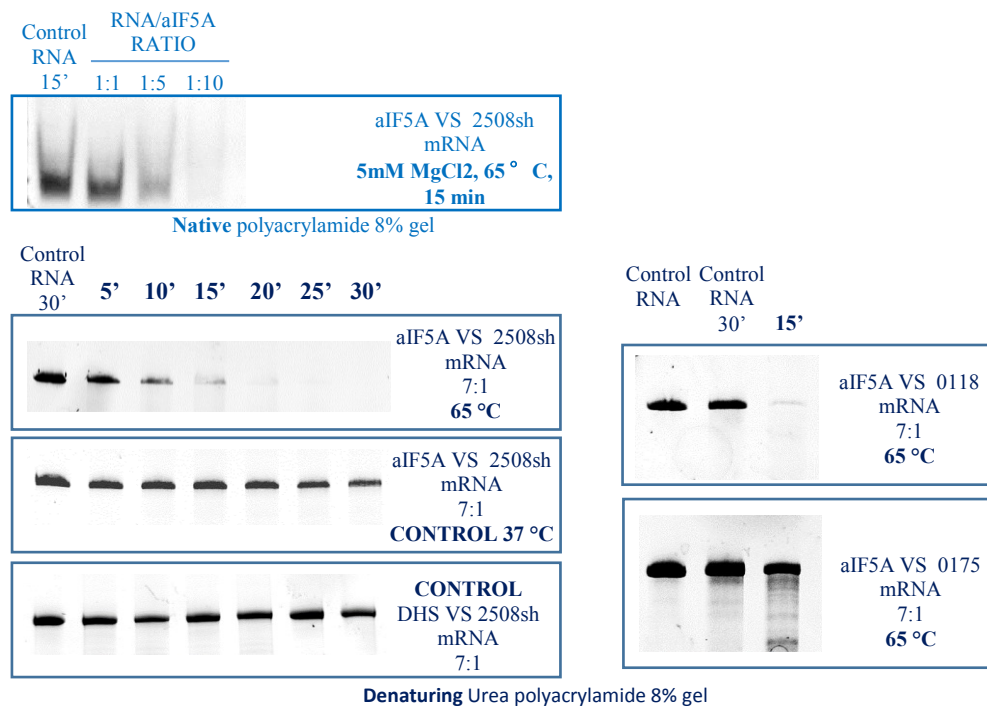 Control
RNA
15’
RNA/aIF5A
RATIO
1:1 1:5 1:10
aIF5A VS 2508sh
mRNA
5mM MgCl2, 65° C,
15 min
Native polyacrylamide 8% gel
Control
RNA
30’
5’ 10’ 15’ 20’ 25’ 30’
aIF5A VS 2508sh
mRNA
7:1
65 °C
aIF5A VS 2508sh
mRNA
7:1
CONTROL 37 °C
CONTROL
DHS VS 2508sh
mRNA
7:1
Control
RNA
Control
RNA
30’
15’
aIF5A VS 0118
mRNA
7:1
65 °C
aIF5A VS 0175
mRNA
7:1
65 °C
Denaturing Urea polyacrylamide 8% gel